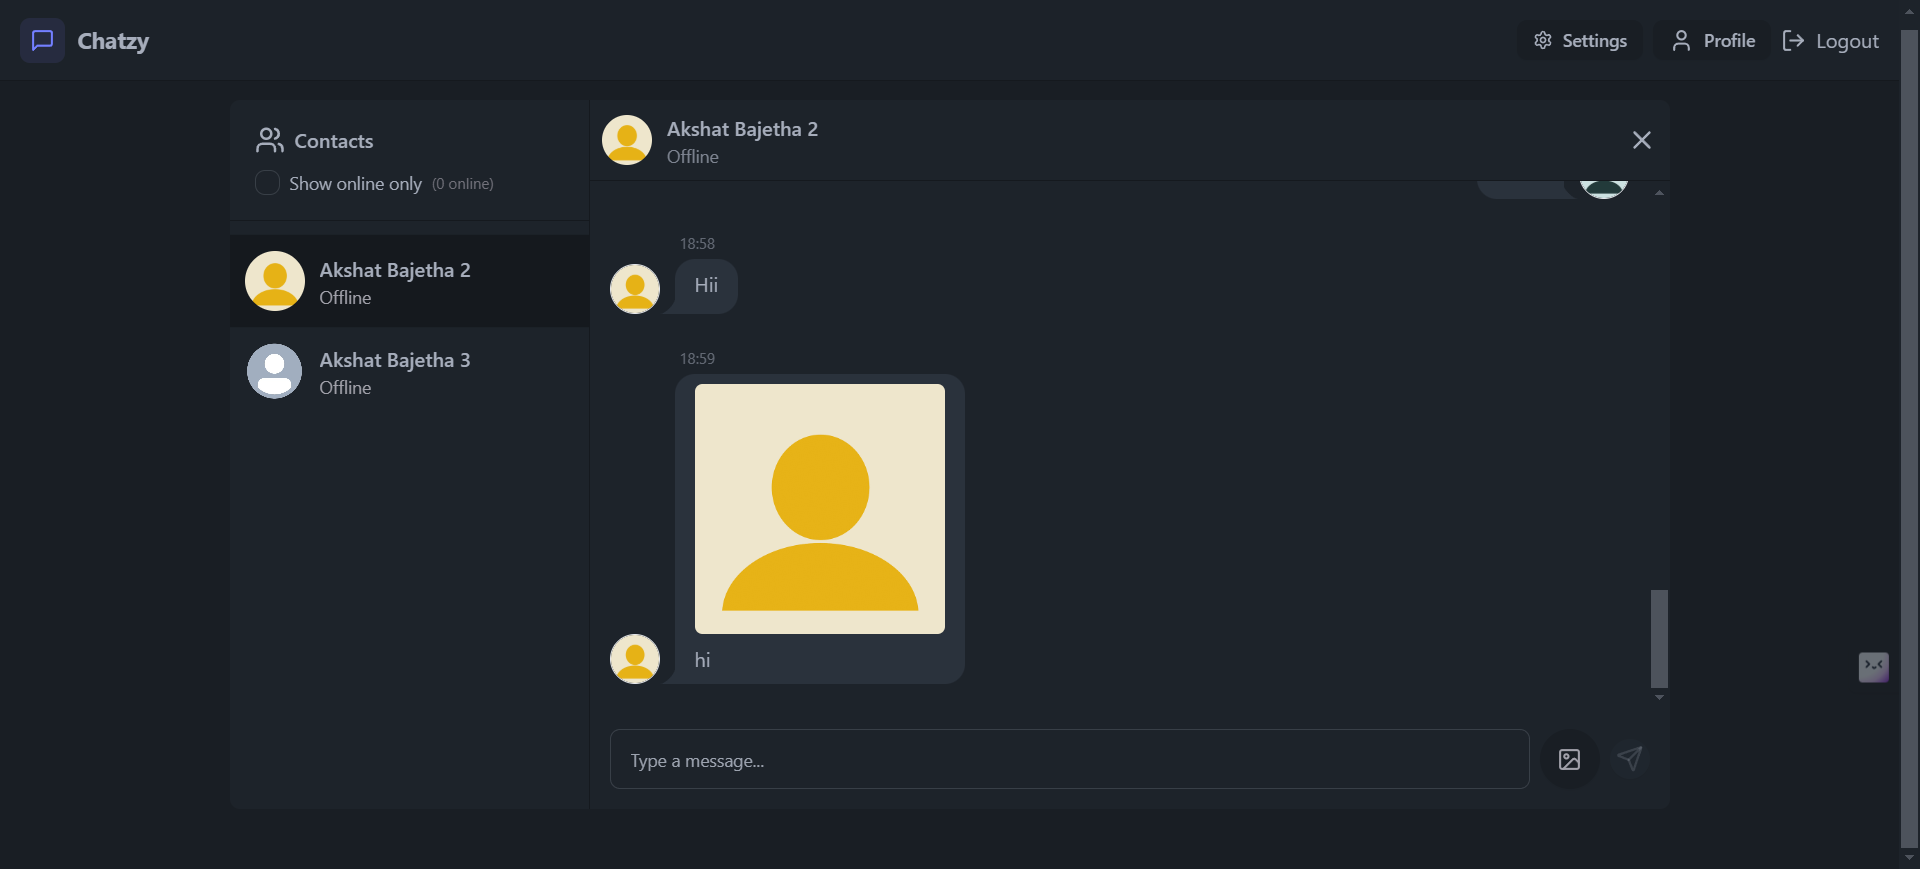 Chatzy
Settings
Profile
Logout
Contacts
Show online only (0 online)
Akshat Bajetha 2
Offline
Akshat Bajetha 3
Offline
Akshat Bajetha 2
Offline
18:58
Hii
18:59
hi
Type a message...